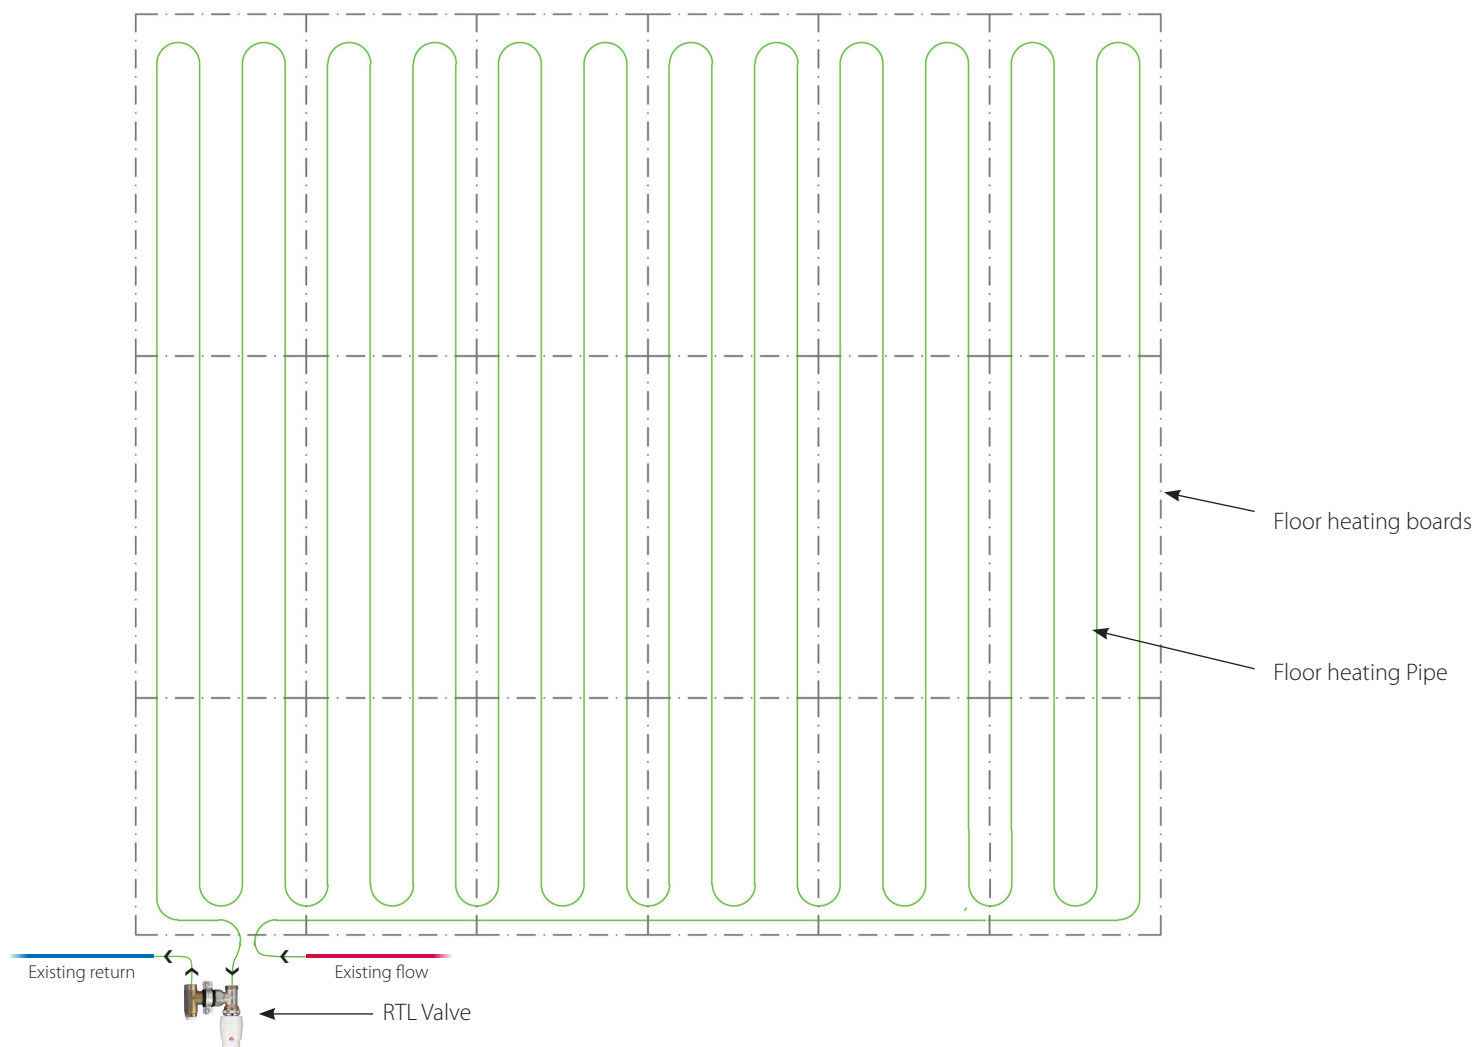 Floor heating boards
Floor heating Pipe
Existing return
Existing flow
RTL Valve